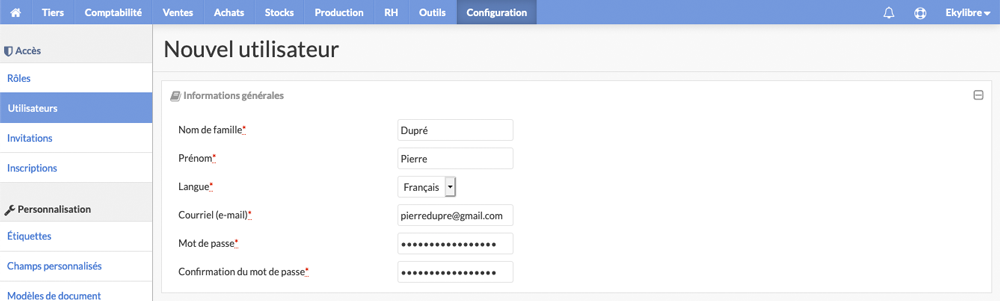 Tiers Comptabilité Ventes Achats Stocks Production RH Outils Configuration Ekylibre
Accès
Rôles
Utilisateurs
Invitations
Inscriptions
Personnalisation
Étiquettes
Champs personnalisés
Modèles de document
Nouvel utilisateur
Informations générales
Nom de famille* Dupré
Prénom* Pierre
Langue* Français
Courriel (e-mail)* pierredupre@gmail.com
Mot de passe* •••••••••••••••••
Confirmation du mot de passe* •••••••••••••••••